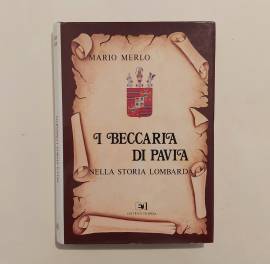 MARIO MERLO
I BECCARIA
DI PAVIA
NELLA STORIA LOMBARDA